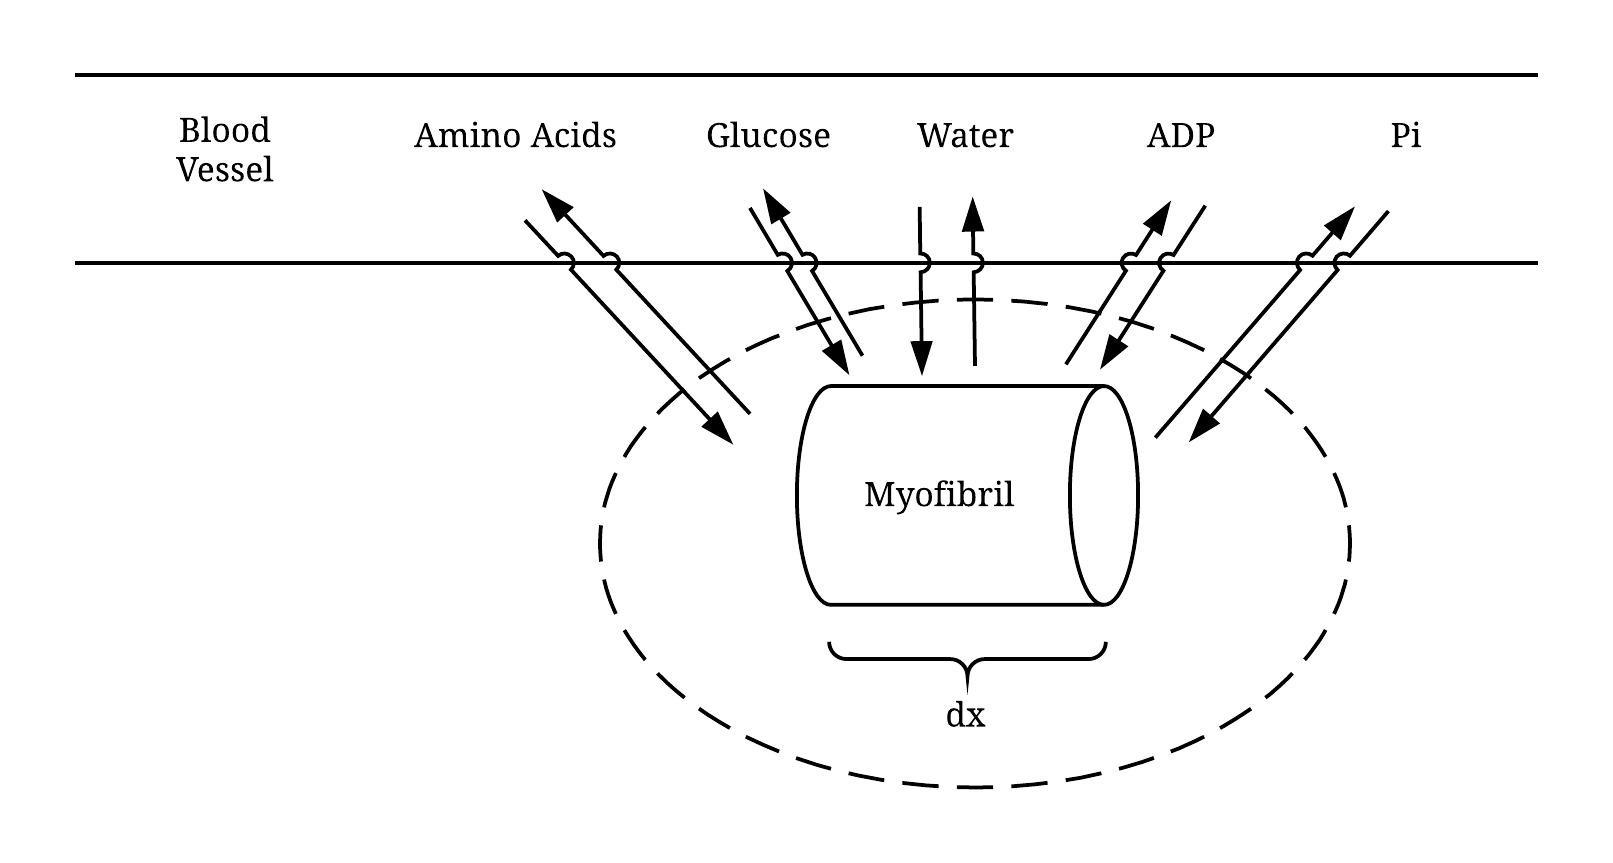 Blood
Vessel
Amino Acids
Glucose
Water
ADP
Pi
Myofibril
dx